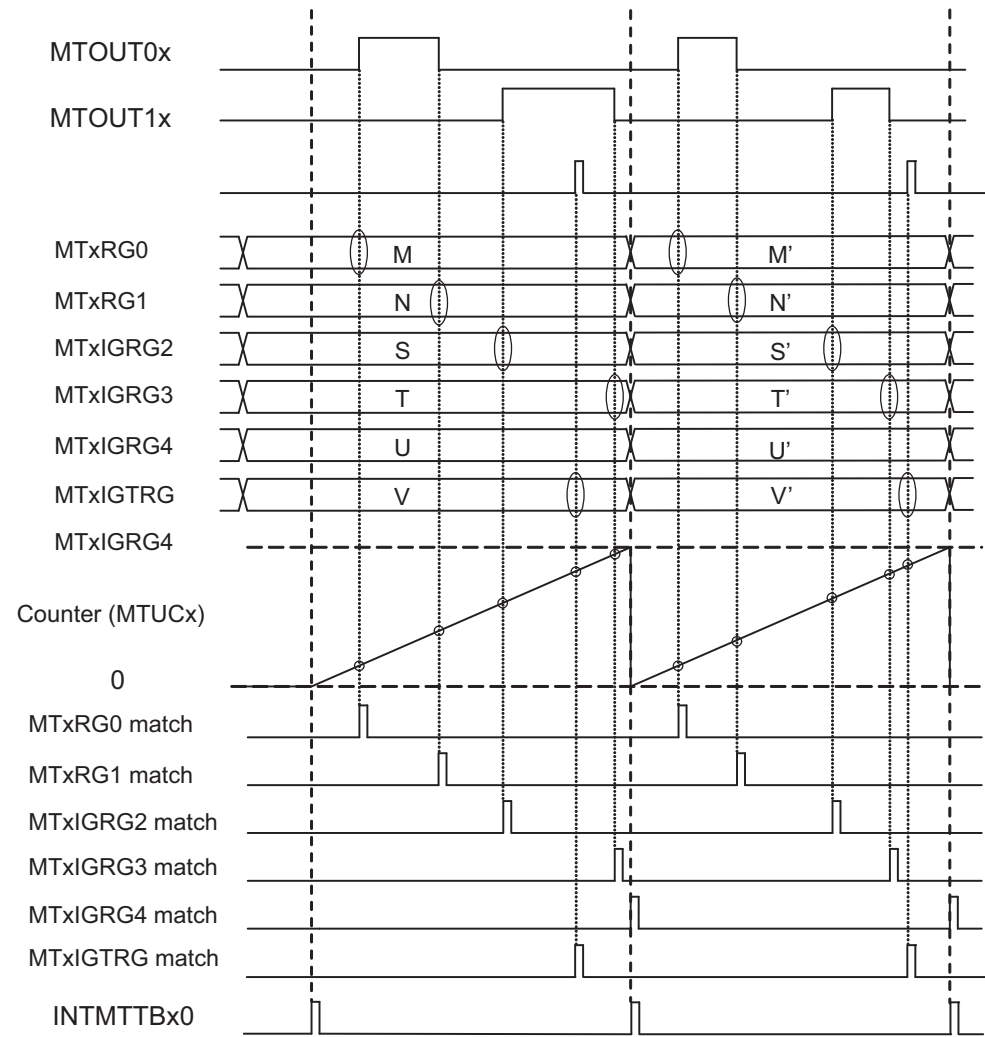 MTOUT0x
MTOUT1x
MTxRG0 M M’
MTxRG1 N N’
MTxIGRG2 S S’
MTxIGRG3 T T’
MTxIGRG4 U U’
MTxIGTRG V V’
MTxIGRG4
Counter (MTUCx)
0
MTxRG0 match
MTxRG1 match
MTxIGRG2 match
MTxIGRG3 match
MTxIGRG4 match
MTxIGTRG match
INTMTTBx0